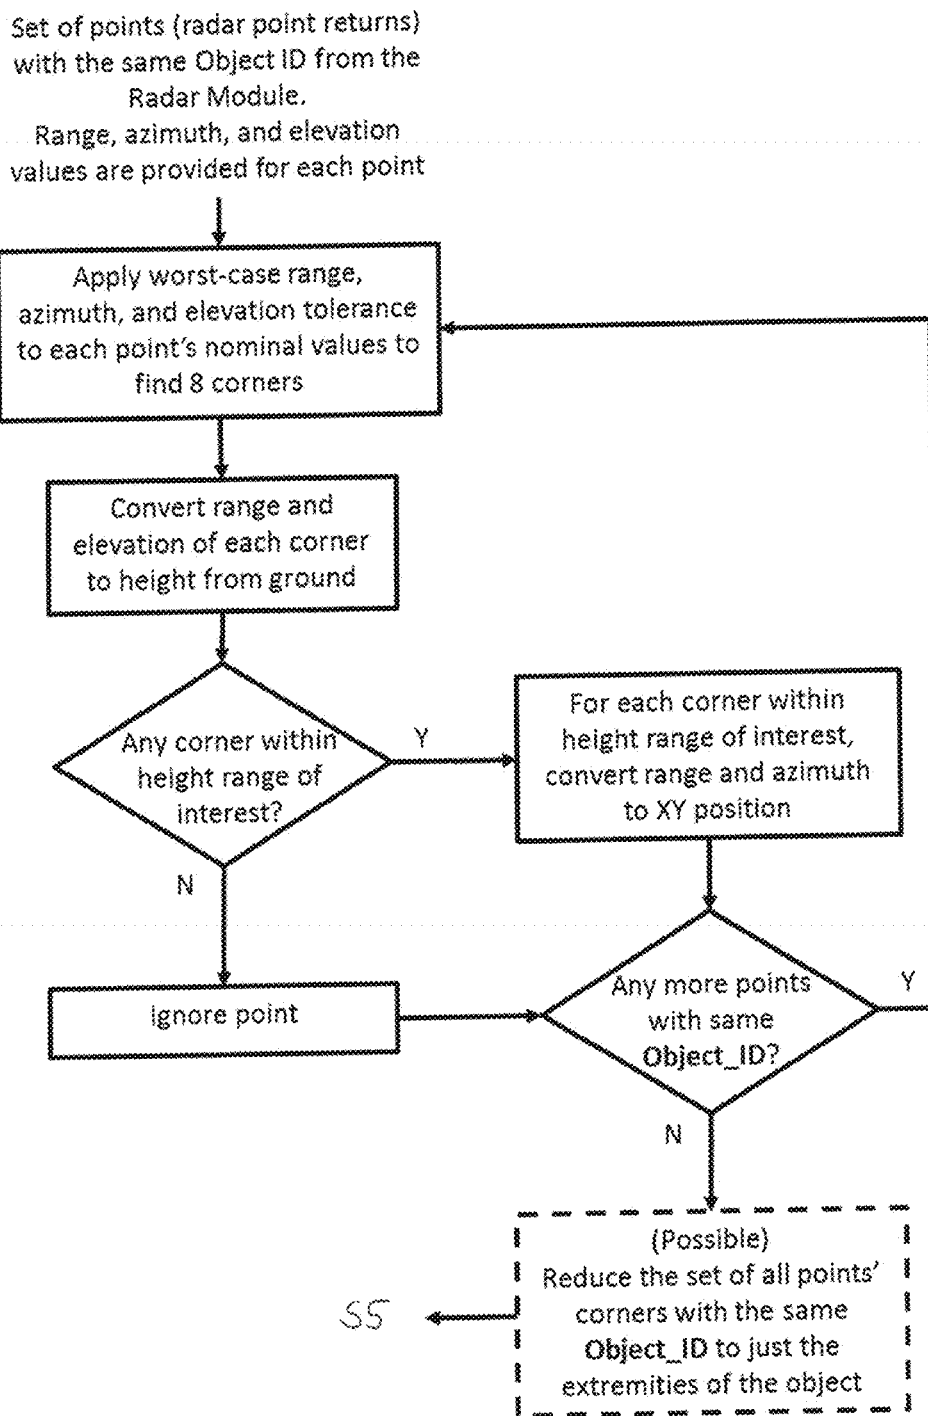 Set of points (radar point returns)
with the same Object ID from the
Radar Module.
Range, azimuth, and elevation
values are provided for each point
Apply worst-case range,
azimuth, and elevation tolerance
to each point's nominal values to
find 8 corners
Convert range and
elevation of each corner
to height from ground
Any corner within
height range of
interest?
Y
For each corner within
height range of interest,
convert range and azimuth
to XY position
N
Ignore point
Any more points
with same
Object_ID?
Y
N
(Possible)
Reduce the set of all points'
corners with the same
Object_ID to just the
extremities of the object
S5